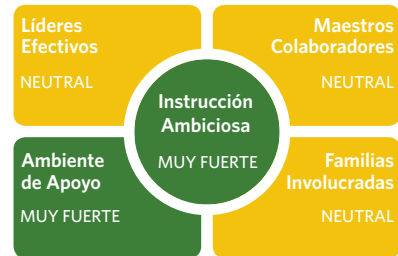 Líderes
Efectivos
NEUTRAL
Maestros
Colaboradores
NEUTRAL
Instrucción
Ambiciosa
MUY FUERTE
Ambiente
de Apoyo
MUY FUERTE
Familias
Involucradas
NEUTRAL